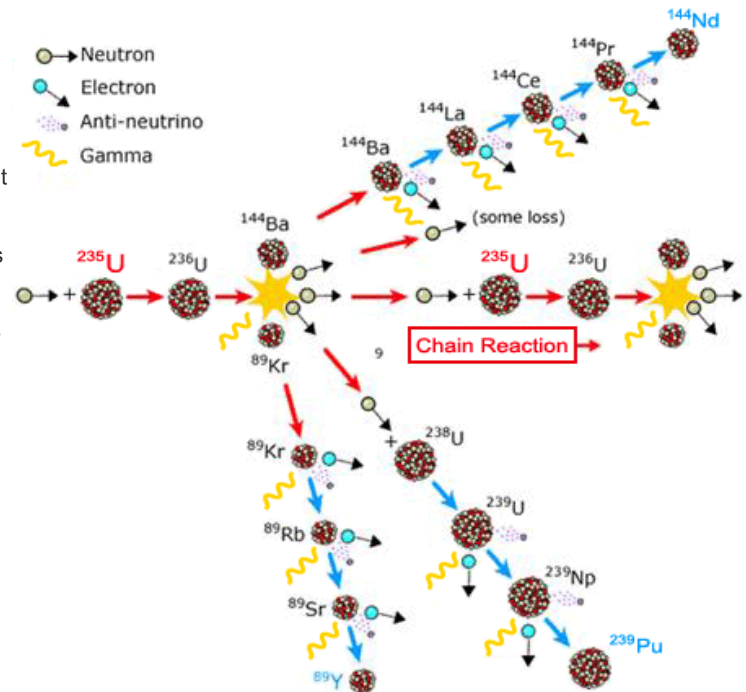 Neutron
Electron
Anti-neutrino
Gamma
t
s
.
¹⁴⁴Nd
¹⁴⁴Pr
¹⁴⁴Ce
¹⁴⁴La
¹⁴⁴Ba
(some loss)
¹⁴⁴Ba
+ ²³⁵U
²³⁶U
+ ²³⁵U
²³⁶U
Chain Reaction
⁸⁹Kr
9
⁸⁹Kr
+ ²³⁸U
⁸⁹Rb
²³⁹U
⁸⁹Sr
²³⁹Np
⁸⁹Y
²³⁹Pu